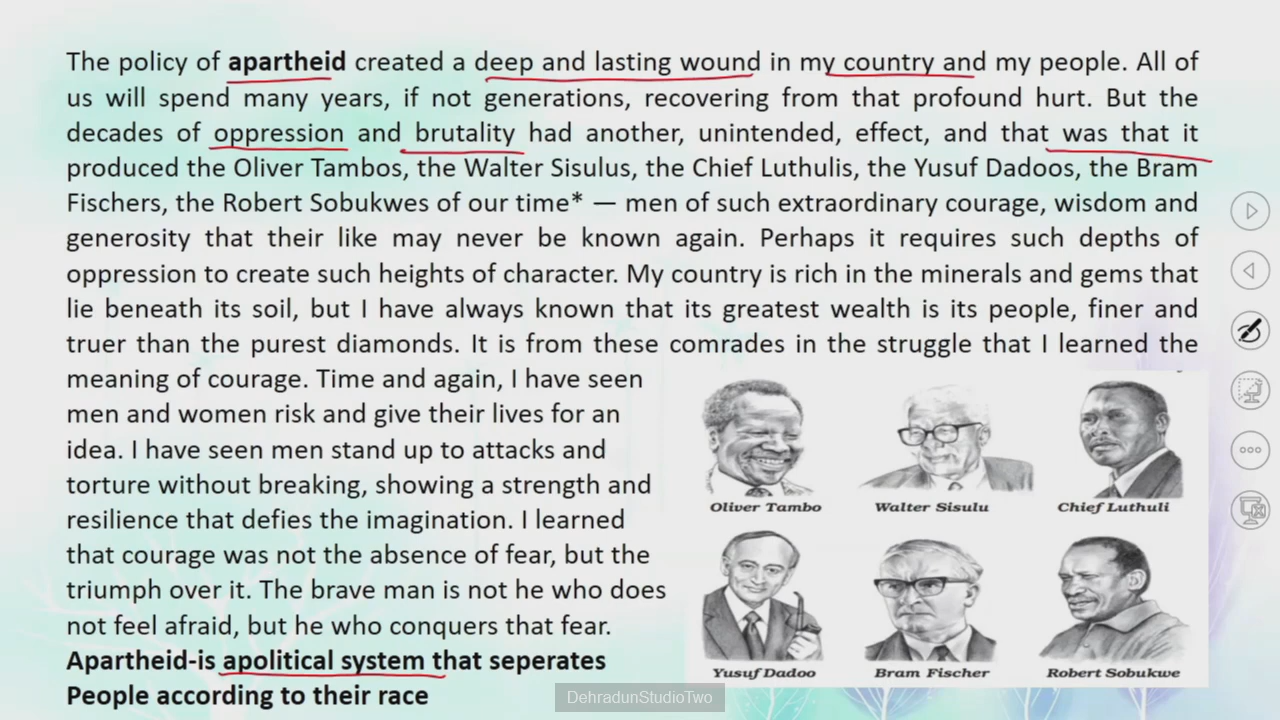 The policy of apartheid created a deep and lasting wound in my country and my people. All of
us will spend many years, if not generations, recovering from that profound hurt. But the
decades of oppression and brutality had another, unintended, effect, and that was that it
produced the Oliver Tambos, the Walter Sisulus, the Chief Luthulis, the Yusuf Dadoos, the Bram
Fischers, the Robert Sobukwes of our time* — men of such extraordinary courage, wisdom and
generosity that their like may never be known again. Perhaps it requires such depths of
oppression to create such heights of character. My country is rich in the minerals and gems that
lie beneath its soil, but I have always known that its greatest wealth is its people, finer and
truer than the purest diamonds. It is from these comrades in the struggle that I learned the
meaning of courage. Time and again, I have seen
men and women risk and give their lives for an
idea. I have seen men stand up to attacks and
torture without breaking, showing a strength and
resilience that defies the imagination. I learned
that courage was not the absence of fear, but the
triumph over it. The brave man is not he who does
not feel afraid, but he who conquers that fear.
Apartheid-is apolitical system that seperates
People according to their race
Oliver Tambo
Walter Sisulu
Chief Luthuli
Yusuf Dadoo
Bram Fischer
Robert Sobukwe
DehradunStudioTwo